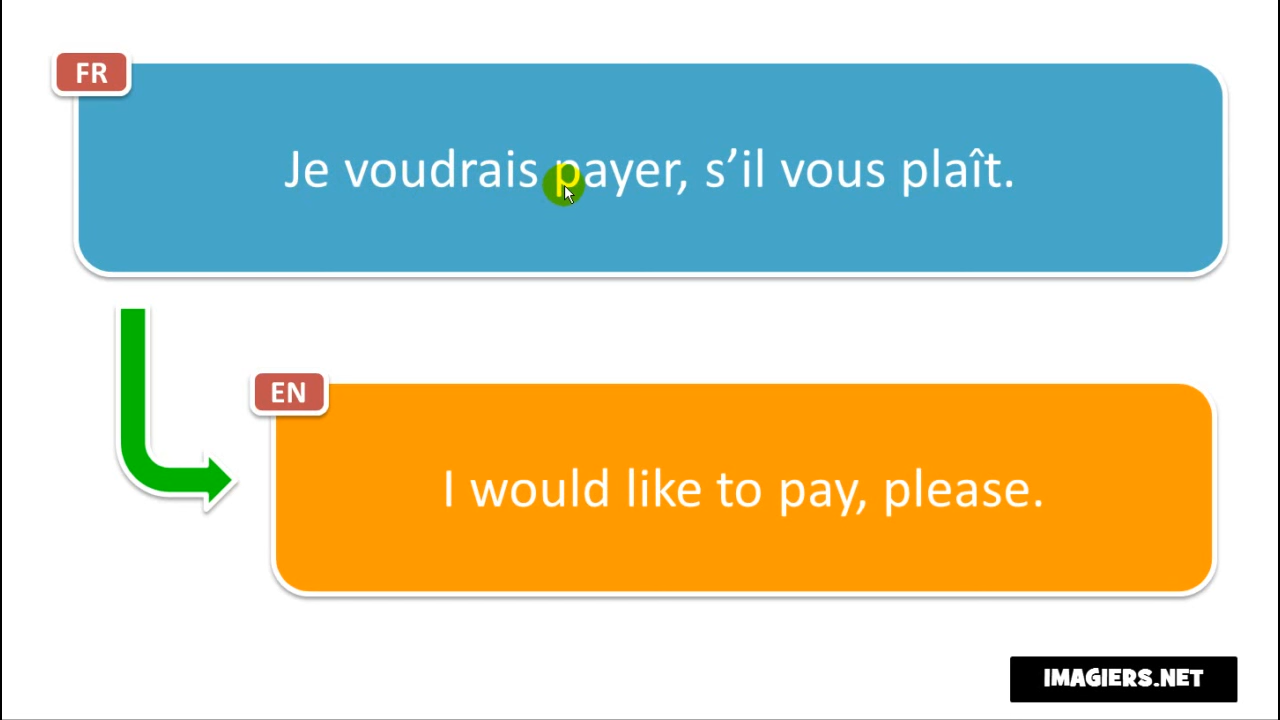 FR
Je voudrais payer, s’il vous plaît.
EN
I would like to pay, please.
IMAGIERS.NET